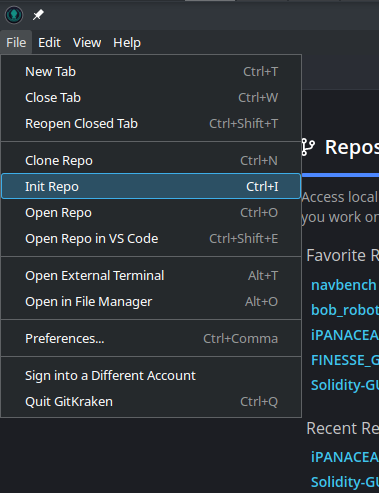 File Edit View Help
New Tab Ctrl+T
Close Tab Ctrl+W
Reopen Closed Tab Ctrl+Shift+T
Clone Repo Ctrl+N
Init Repo Ctrl+I
Open Repo Ctrl+O
Open Repo in VS Code Ctrl+Shift+E
Open External Terminal Alt+T
Open in File Manager Alt+O
Preferences... Ctrl+Comma
Sign into a Different Account
Quit GitKraken Ctrl+Q
Repos
Access local
you work on
Favorite R
navbench
bob_robot
iPANACEA
FINESSE_G
Solidity-GU
Recent Re
iPANACEA
Solidity-GU